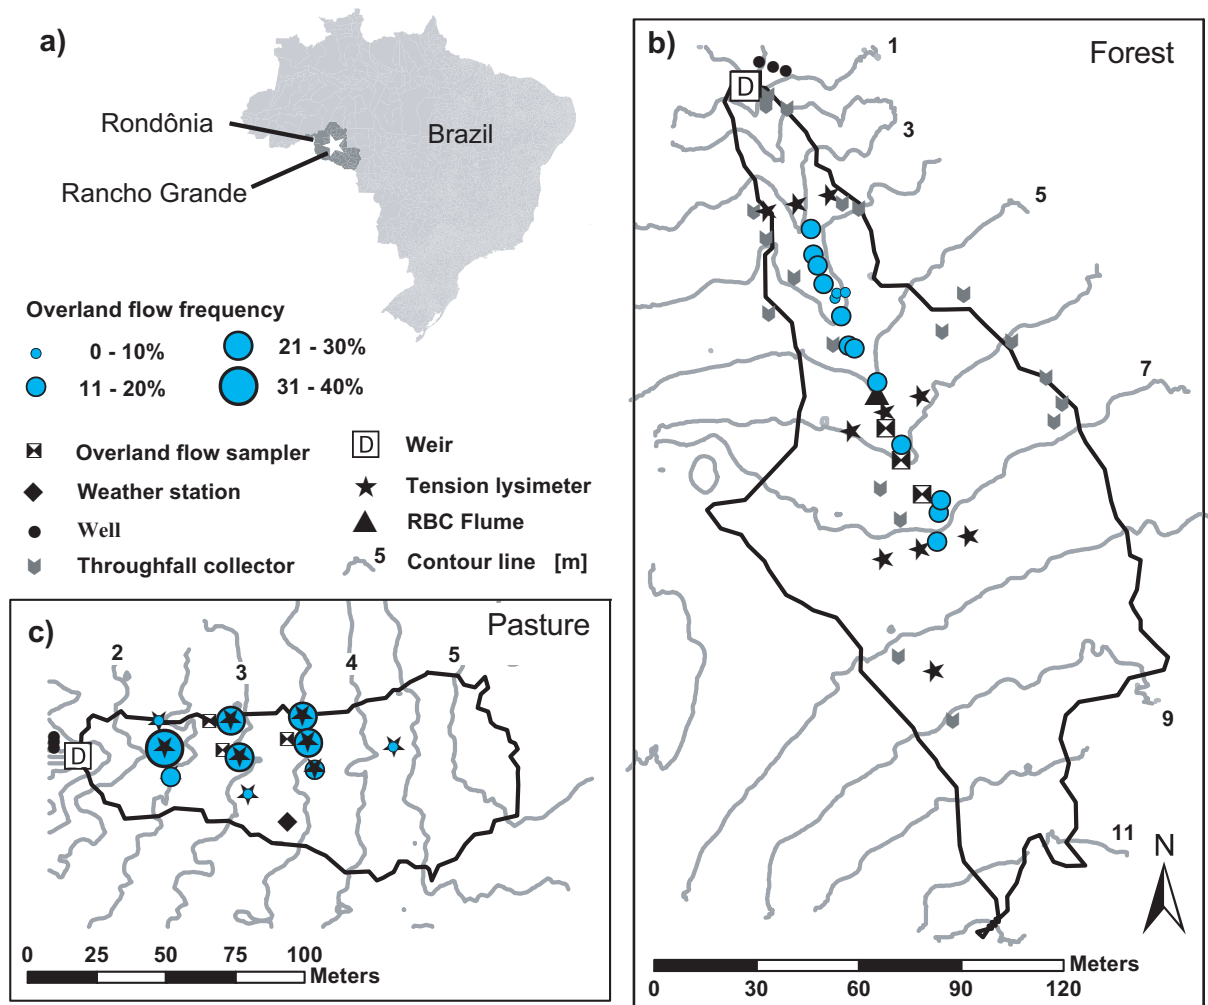 a)
Rondônia
Brazil
Rancho Grande
Overland flow frequency
0 - 10%
21 - 30%
11 - 20%
31 - 40%
Overland flow sampler
D
Weir
Weather station
Tension lysimeter
Well
RBC Flume
Throughfall collector
5
Contour line [m]
b)
Forest
1
D
3
5
7
9
11
N
0
30
60
90
120
Meters
c)
Pasture
2
3
4
5
D
0
25
50
75
100
Meters